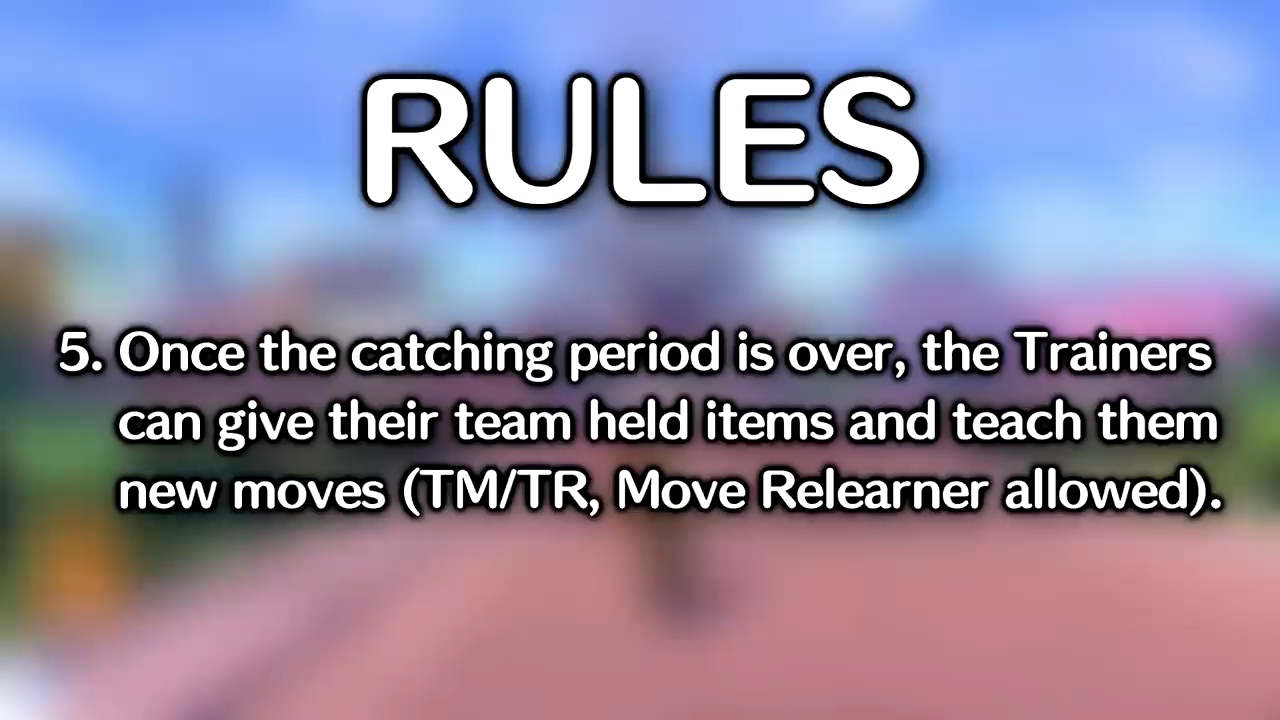 RULES
5. Once the catching period is over, the Trainers
can give their team held items and teach them
new moves (TM/TR, Move Relearner allowed).